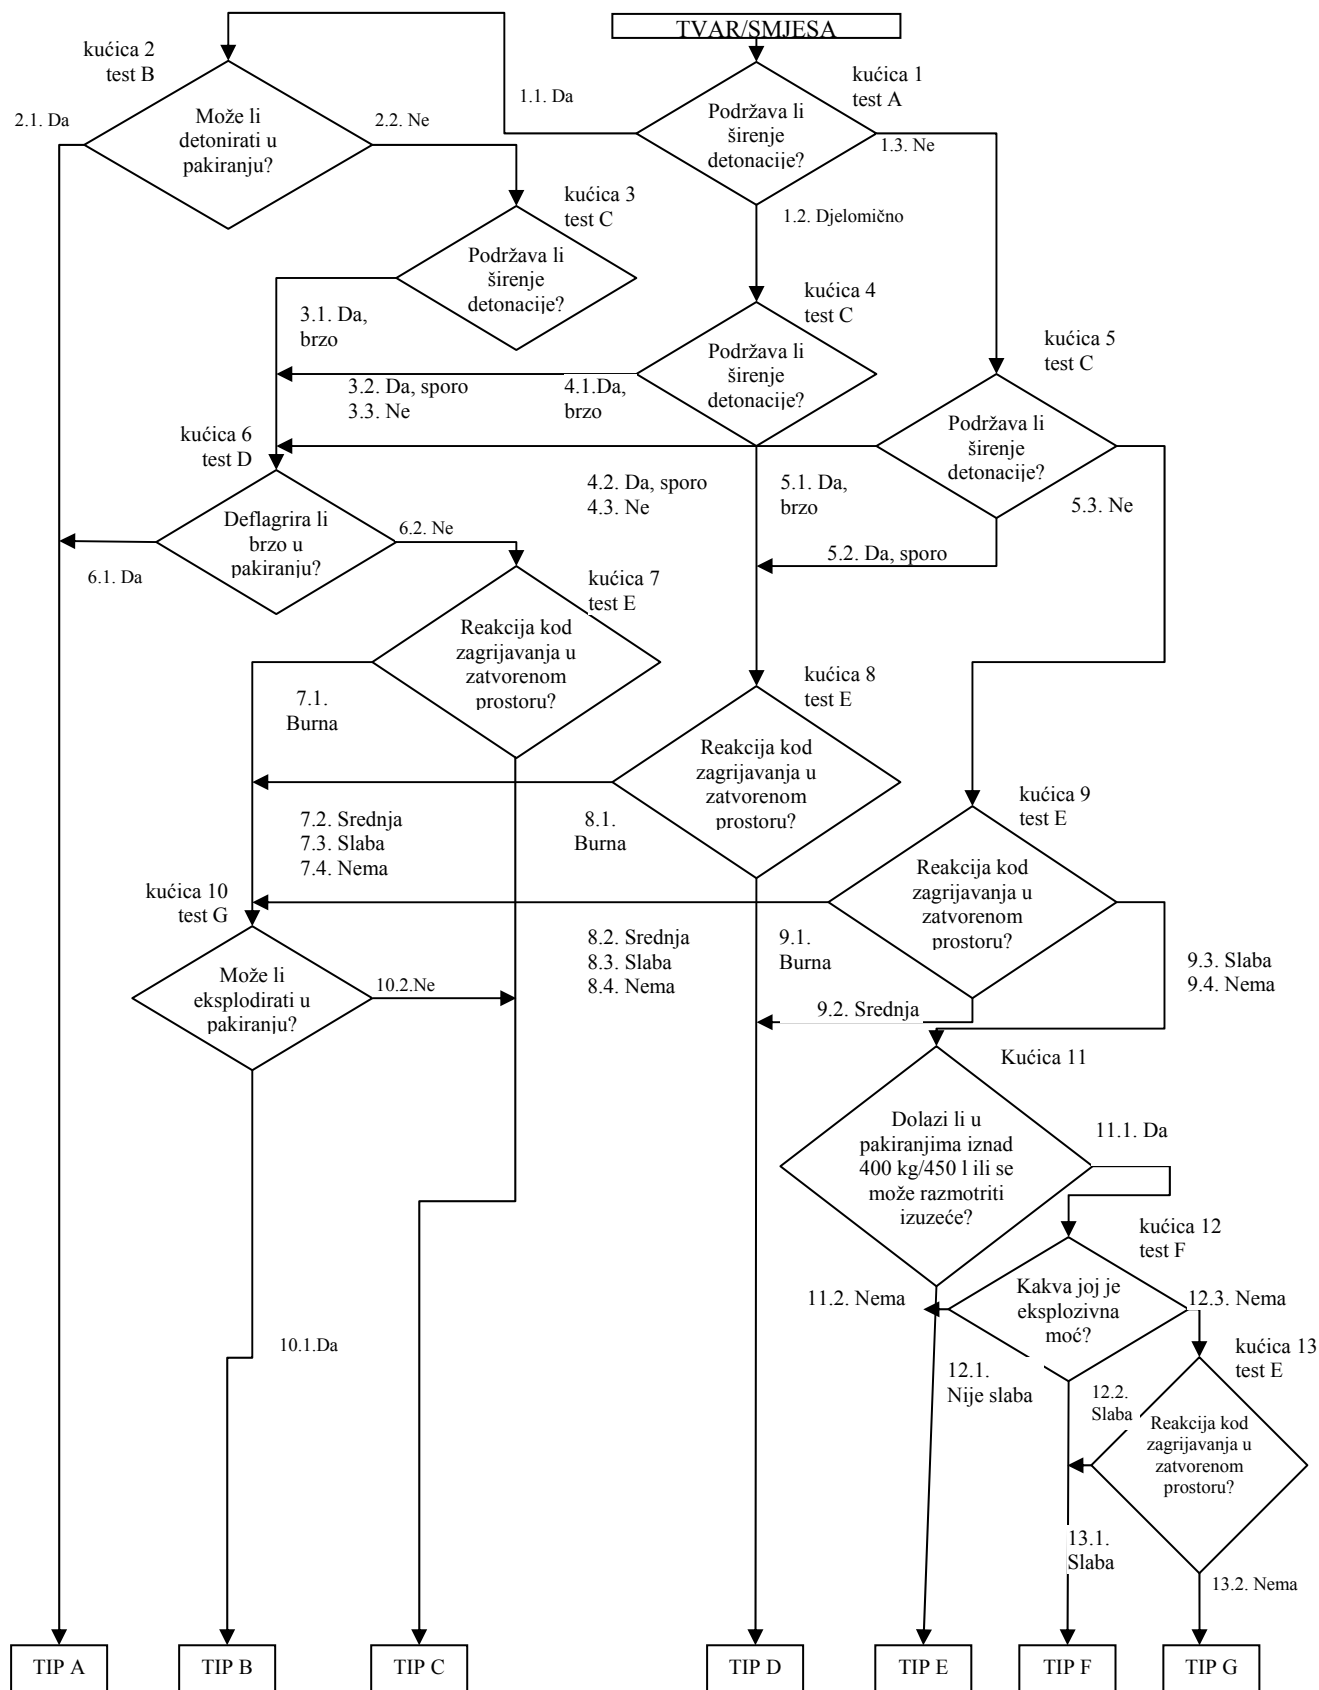 TVAR/SMJESA
kućica 2
test B
Može li
detonirati u
pakiranju?
2.1. Da
2.2. Ne
1.1. Da
kućica 1
test A
Podržava li
širenje
detonacije?
1.3. Ne
1.2. Djelomično
kućica 3
test C
Podržava li
širenje
detonacije?
3.1. Da,
brzo
3.2. Da, sporo
3.3. Ne
kućica 4
test C
Podržava li
širenje
detonacije?
4.1.Da,
brzo
4.2. Da, sporo
4.3. Ne
kućica 5
test C
Podržava li
širenje
detonacije?
5.1. Da,
brzo
5.2. Da, sporo
5.3. Ne
kućica 6
test D
Deflagrira li
brzo u
pakiranju?
6.1. Da
6.2. Ne
kućica 7
test E
Reakcija kod
zagrijavanja u
zatvorenom
prostoru?
7.1.
Burna
7.2. Srednja
7.3. Slaba
7.4. Nema
kućica 8
test E
Reakcija kod
zagrijavanja u
zatvorenom
prostoru?
8.1.
Burna
8.2. Srednja
8.3. Slaba
8.4. Nema
kućica 9
test E
Reakcija kod
zagrijavanja u
zatvorenom
prostoru?
9.1.
Burna
9.2. Srednja
9.3. Slaba
9.4. Nema
kućica 10
test G
Može li
eksplodirati u
pakiranju?
10.2.Ne
10.1.Da
Kućica 11
Dolazi li u
pakiranjima iznad
400 kg/450 l ili se
može razmotriti
izuzeće?
11.1. Da
11.2. Nema
kućica 12
test F
Kakva joj je
eksplozivna
moć?
12.1.
Nije slaba
12.2.
Slaba
12.3. Nema
kućica 13
test E
Reakcija kod
zagrijavanja u
zatvorenom
prostoru?
13.1.
Slaba
13.2. Nema
TIP A
TIP B
TIP C
TIP D
TIP E
TIP F
TIP G